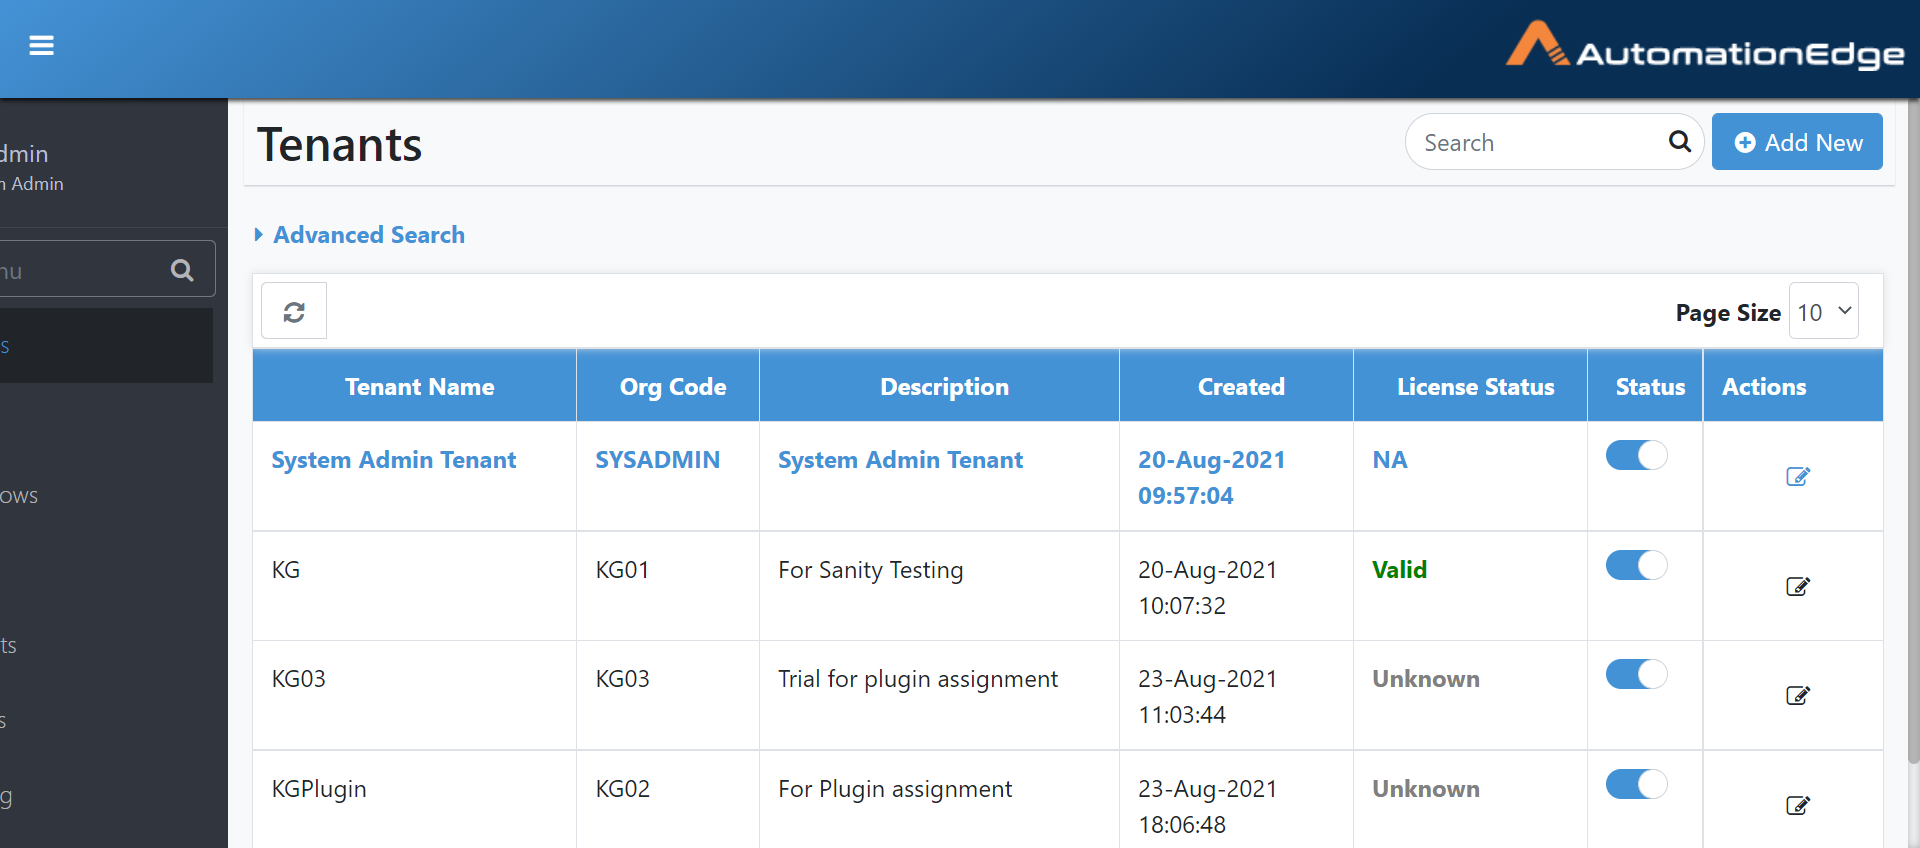 AutomationEdge
dmin
Admin
Tenants
Search
Add New
Advanced Search
Page Size 10
Tenant Name Org Code Description Created License Status Status Actions
System Admin Tenant SYSADMIN System Admin Tenant 20-Aug-2021 NA
09:57:04
KG KG01 For Sanity Testing 20-Aug-2021 Valid
10:07:32
KG03 KG03 Trial for plugin assignment 23-Aug-2021 Unknown
11:03:44
KGPlugin KG02 For Plugin assignment 23-Aug-2021 Unknown
18:06:48
nu
s
ows
ts
s
g